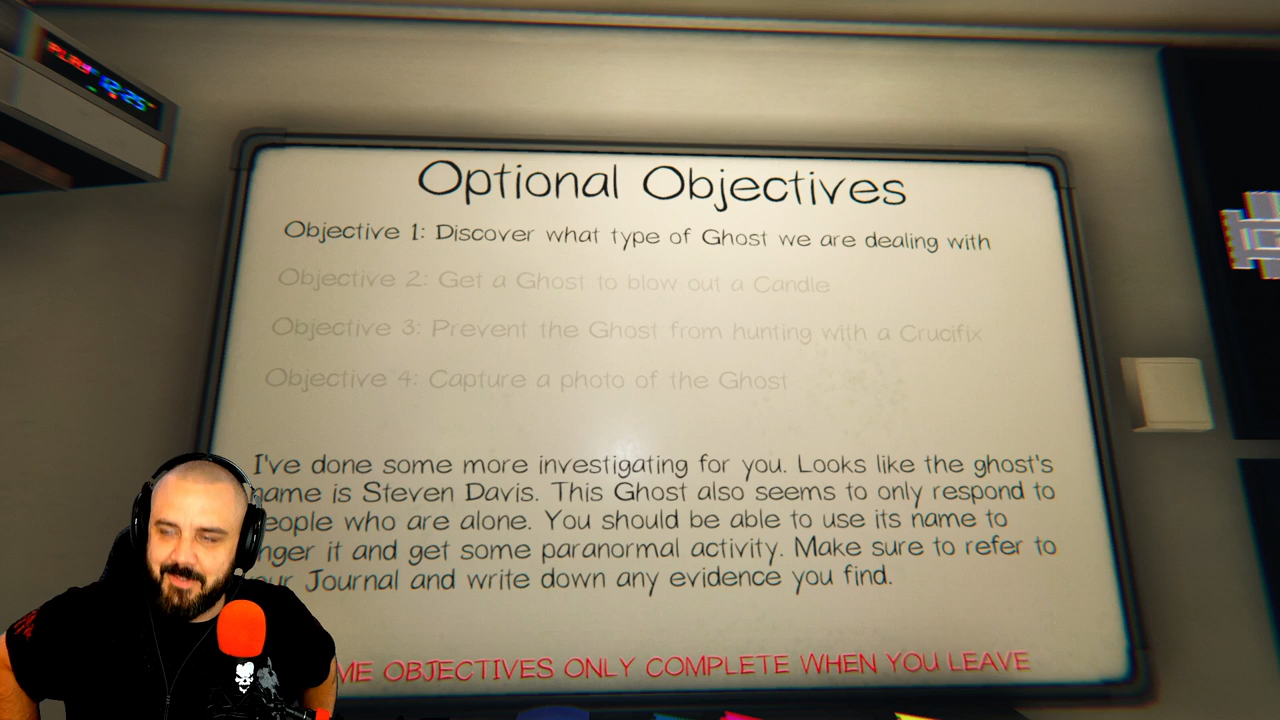 PLAY 12:25
Optional Objectives
Objective 1: Discover what type of Ghost we are dealing with
Objective 2: Get a Ghost to blow out a Candle
Objective 3: Prevent the Ghost from hunting with a Crucifix
Objective 4: Capture a photo of the Ghost
I've done some more investigating for you. Looks like the ghost's
name is Steven Davis. This Ghost also seems to only respond to
eople who are alone. You should be able to use its name to
nger it and get some paranormal activity. Make sure to refer to
ur Journal and write down any evidence you find.
ME OBJECTIVES ONLY COMPLETE WHEN YOU LEAVE